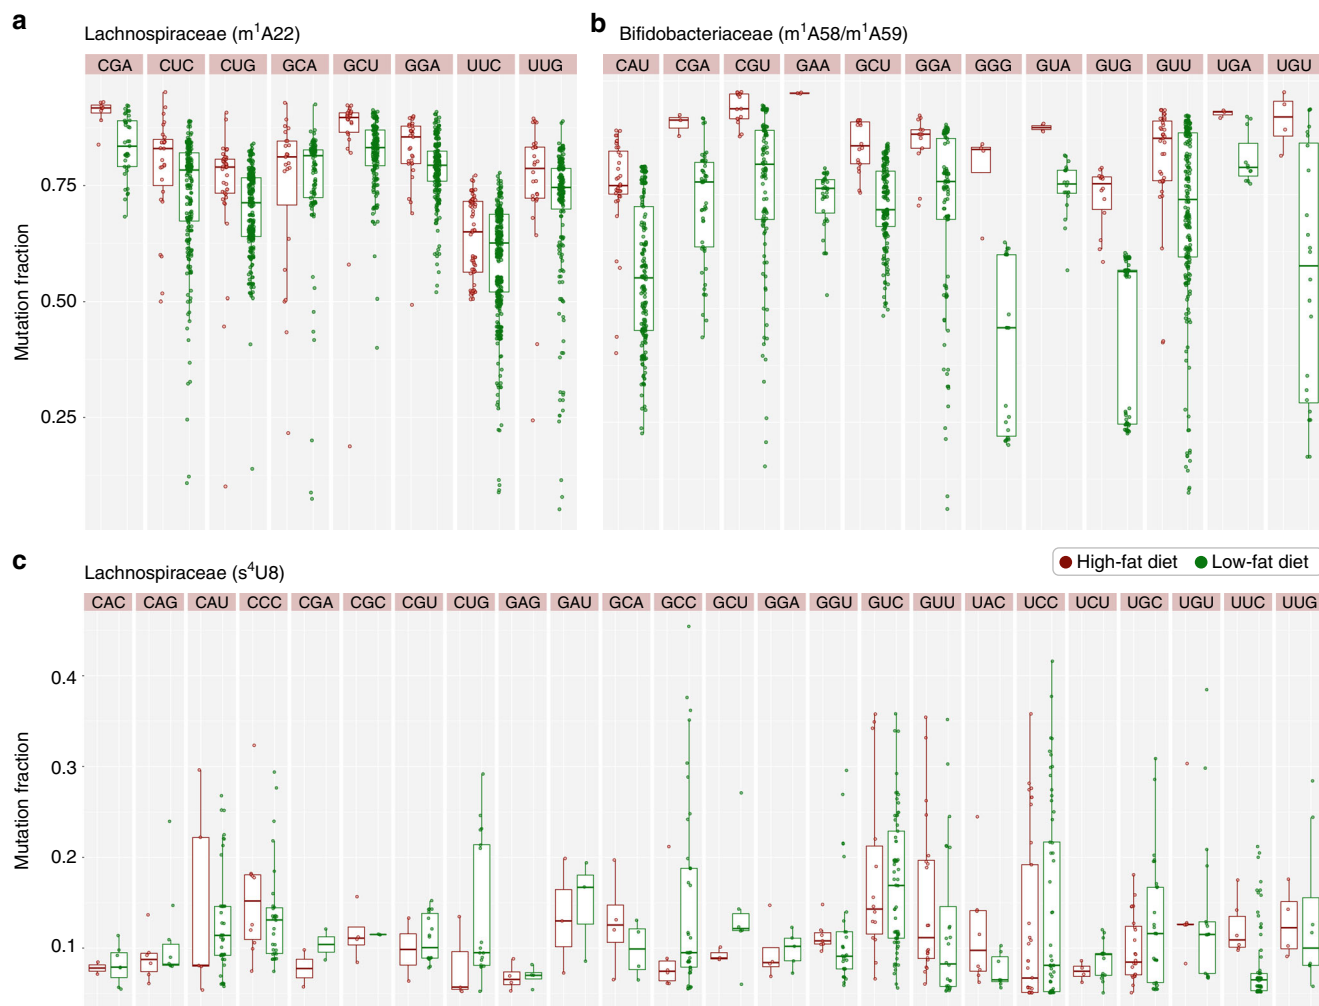 a
Lachnospiraceae (m¹A22)
CGA CUC CUG GCA GCU GGA UUC UUG
Mutation fraction
0.75
0.50
0.25
b
Bifidobacteriaceae (m¹A58/m¹A59)
CAU CGA CGU GAA GCU GGA GGG GUA GUG GUU UGA UGU
High-fat diet Low-fat diet
c
Lachnospiraceae (s⁴U8)
CAC CAG CAU CCC CGA CGC CGU CUG GAG GAU GCA GCC GCU GGA GGU GUC GUU UAC UCC UCU UGC UGU UUC UUG
Mutation fraction
0.4
0.3
0.2
0.1